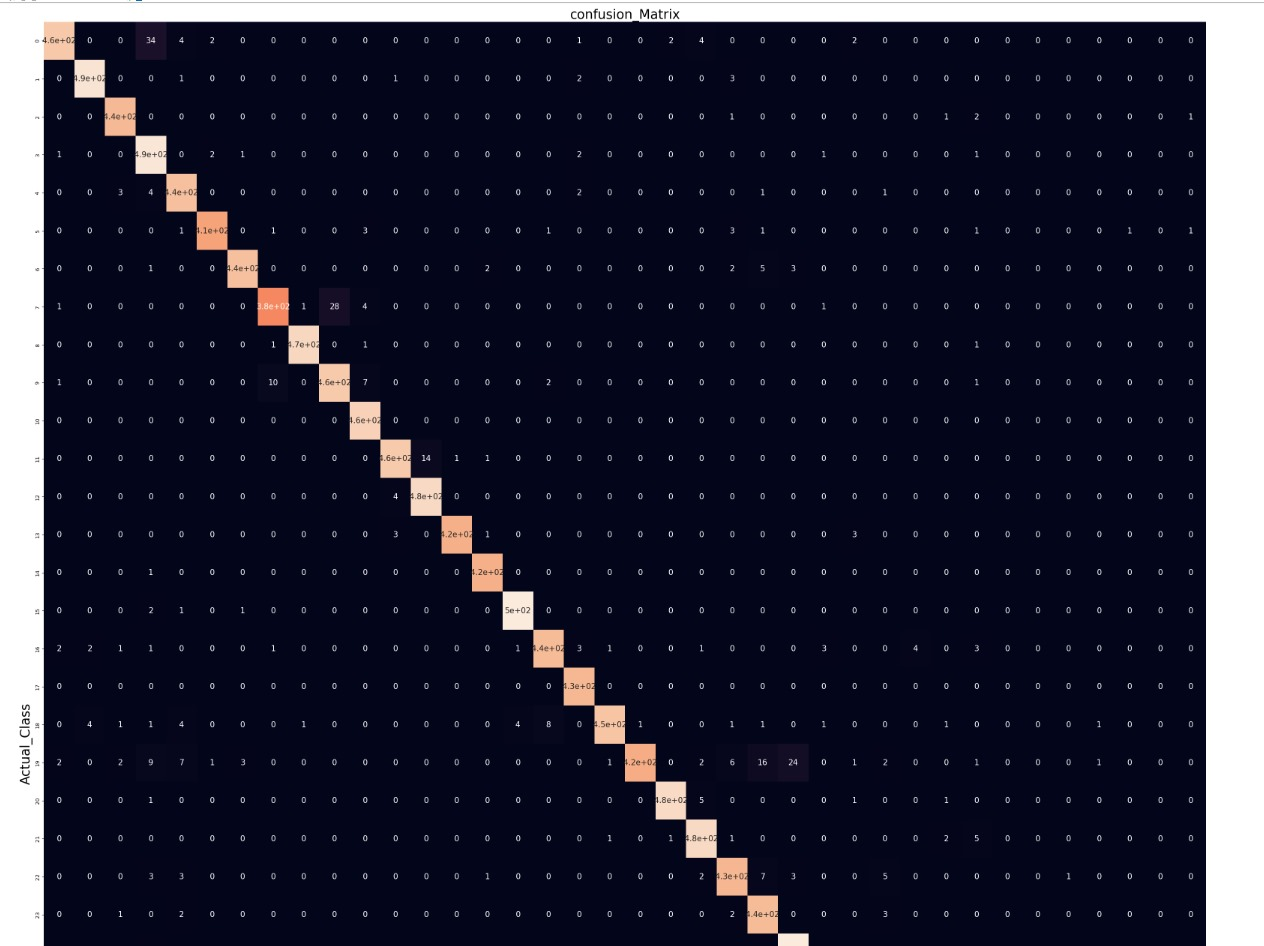 confusion_Matrix
0 4.6e+02 0 0 34 4 2 0 0 0 0 0 0 0 0 0 0 0 1 0 0 2 4 0 0 0 0 2 0 0 0 0 0 0 0 0 0 0 0
1 0 4.9e+02 0 0 1 0 0 0 0 0 0 1 0 0 0 0 0 2 0 0 0 0 3 0 0 0 0 0 0 0 0 0 0 0 0 0 0 0
2 0 0 4.4e+02 0 0 0 0 0 0 0 0 0 0 0 0 0 0 0 0 0 0 0 1 0 0 0 0 0 0 1 2 0 0 0 0 0 0 1
3 1 0 0 4.9e+02 0 2 1 0 0 0 0 0 0 0 0 0 0 2 0 0 0 0 0 0 0 1 0 0 0 0 1 0 0 0 0 0 0 0
4 0 0 3 4 4.4e+02 0 0 0 0 0 0 0 0 0 0 0 0 2 0 0 0 0 0 1 0 0 0 1 0 0 0 0 0 0 0 0 0 0
5 0 0 0 0 1 4.1e+02 0 1 0 0 3 0 0 0 0 0 1 0 0 0 0 0 3 1 0 0 0 0 0 0 1 0 0 0 0 1 0 1
6 0 0 0 1 0 0 4.4e+02 0 0 0 0 0 0 0 2 0 0 0 0 0 0 0 2 5 3 0 0 0 0 0 0 0 0 0 0 0 0 0
7 1 0 0 0 0 0 0 3.8e+02 1 28 4 0 0 0 0 0 0 0 0 0 0 0 0 0 0 1 0 0 0 0 0 0 0 0 0 0 0 0
8 0 0 0 0 0 0 0 1 4.7e+02 0 1 0 0 0 0 0 0 0 0 0 0 0 0 0 0 0 0 0 0 0 1 0 0 0 0 0 0 0
9 1 0 0 0 0 0 0 10 0 4.6e+02 7 0 0 0 0 0 2 0 0 0 0 0 0 0 0 0 0 0 0 0 1 0 0 0 0 0 0 0
10 0 0 0 0 0 0 0 0 0 0 4.6e+02 0 0 0 0 0 0 0 0 0 0 0 0 0 0 0 0 0 0 0 0 0 0 0 0 0 0 0
11 0 0 0 0 0 0 0 0 0 0 0 4.6e+02 14 1 1 0 0 0 0 0 0 0 0 0 0 0 0 0 0 0 0 0 0 0 0 0 0 0
12 0 0 0 0 0 0 0 0 0 0 0 4 4.8e+02 0 0 0 0 0 0 0 0 0 0 0 0 0 0 0 0 0 0 0 0 0 0 0 0 0
13 0 0 0 0 0 0 0 0 0 0 0 3 0 4.2e+02 1 0 0 0 0 0 0 0 0 0 0 0 3 0 0 0 0 0 0 0 0 0 0 0
14 0 0 0 1 0 0 0 0 0 0 0 0 0 0 4.2e+02 0 0 0 0 0 0 0 0 0 0 0 0 0 0 0 0 0 0 0 0 0 0 0
15 0 0 0 2 1 0 1 0 0 0 0 0 0 0 0 5e+02 0 0 0 0 0 0 0 0 0 0 0 0 0 0 0 0 0 0 0 0 0 0
16 2 2 1 1 0 0 0 1 0 0 0 0 0 0 0 1 4.4e+02 3 1 0 0 1 0 0 0 3 0 0 4 0 3 0 0 0 0 0 0 0
17 0 0 0 0 0 0 0 0 0 0 0 0 0 0 0 0 0 4.3e+02 0 0 0 0 0 0 0 0 0 0 0 0 0 0 0 0 0 0 0 0
18 0 4 1 1 4 0 0 0 1 0 0 0 0 0 0 4 8 0 4.5e+02 1 0 0 1 1 0 1 0 0 0 1 0 0 0 0 1 0 0 0
Actual_Class
19 2 0 2 9 7 1 3 0 0 0 0 0 0 0 0 0 0 0 1 4.2e+02 0 2 6 16 24 0 1 2 0 0 1 0 0 0 1 0 0 0
20 0 0 0 1 0 0 0 0 0 0 0 0 0 0 0 0 0 0 0 0 4.8e+02 5 0 0 0 0 1 0 0 1 0 0 0 0 0 0 0 0
21 0 0 0 0 0 0 0 0 0 0 0 0 0 0 0 0 0 0 1 0 1 4.8e+02 1 0 0 0 0 0 0 2 5 0 0 0 0 0 0 0
22 0 0 0 3 3 0 0 0 0 0 0 0 0 0 1 0 0 0 0 0 0 2 4.3e+02 7 3 0 0 5 0 0 0 0 0 1 0 0 0 0
23 0 0 1 0 2 0 0 0 0 0 0 0 0 0 0 0 0 0 0 0 0 0 2 4.4e+02 0 0 0 3 0 0 0 0 0 0 0 0 0 0